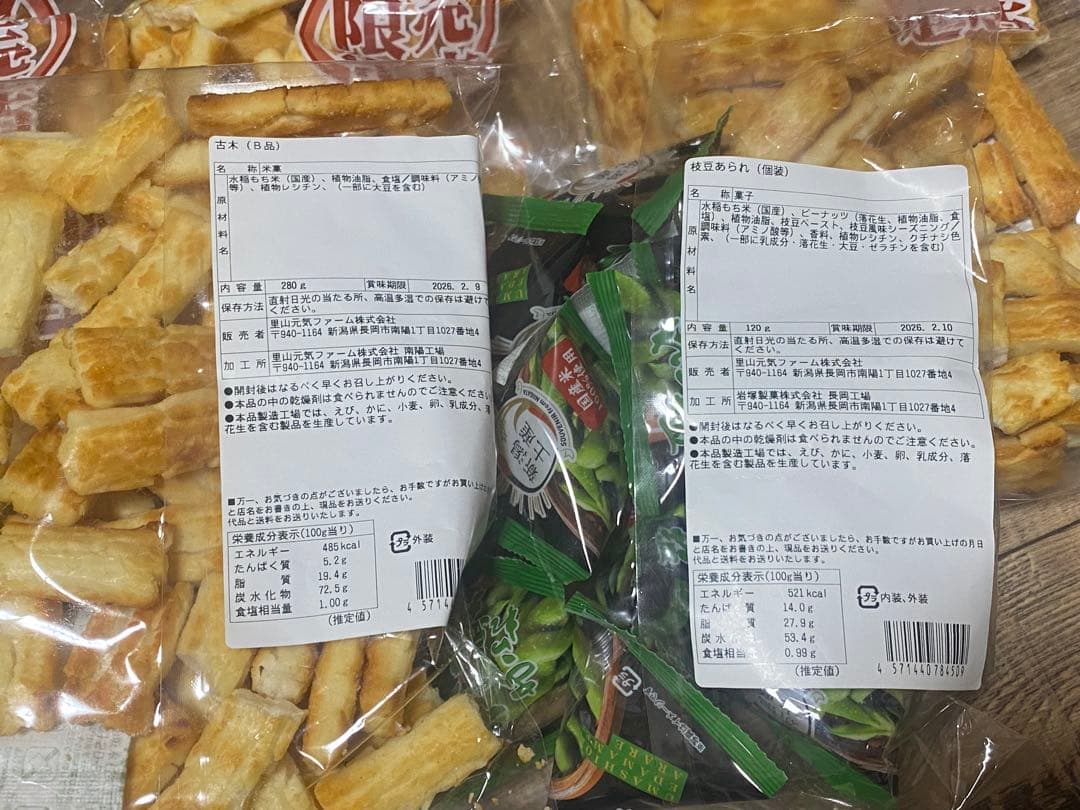 限
古木（Ｂ品）
名　称 米菓
原材料名
水稲もち米（国産）、植物油脂、食塩／調味料（アミノ
等）、植物レシチン、（一部に大豆を含む）
内容量 280ｇ 賞味期限 2026. 2. 9
保存方法 直射日光の当たる所、高温多湿での保存は避けて
ください。
販売者 里山元気ファーム株式会社
〒940-1164 新潟県長岡市南陽1丁目1027番地4
加工所 里山元気ファーム株式会社 南陽工場
〒940-1164 新潟県長岡市南陽1丁目1027番地4
●開封後はなるべく早くお召し上がりください。
●本品の中の乾燥剤は食べられませんのでご注意ください。
●本品製造工場では、えび、かに、小麦、卵、乳成分、落
花生を含む製品を生産しています。
■万一、お気づきの点がございましたら、お手数ですがお買い上げの
と店名をお書きの上、現品をお送りください。
代品と送料をお送りいたします。
栄養成分表示(100g当り)
エネルギー 485kcal
たんぱく質 5.2g
脂質 19.4g
炭水化物 72.5g
食塩相当量 1.00g
(推定値)
プラ 外装
4 5714
枝豆あられ（個装）
名　称 菓子
原材料名
水稲もち米（国産）、ピーナッツ（落花生、植物油脂、食
塩）、植物油脂、枝豆ペースト、枝豆風味シーズニング／
調味料（アミノ酸等）、香料、植物レシチン、クチナシ色
素、（一部に乳成分・落花生・大豆・ゼラチンを含む）
内容量 120ｇ 賞味期限 2026. 2.10
保存方法 直射日光の当たる所、高温多湿での保存は避けて
ください。
販売者 里山元気ファーム株式会社
〒940-1164 新潟県長岡市南陽1丁目1027番地4
加工所 岩塚製菓株式会社 長岡工場
〒940-1164 新潟県長岡市南陽1丁目1027番地4
●開封後はなるべく早くお召し上がりください。
●本品の中の乾燥剤は食べられませんのでご注意ください。
●本品製造工場では、えび、かに、小麦、卵、乳成分、落
花生を含む製品を生産しています。
■万一、お気づきの点がございましたら、お手数ですがお買い上げの月日
と店名をお書きの上、現品をお送りください。
代品と送料をお送りいたします。
栄養成分表示(100g当り)
エネルギー 521kcal
たんぱく質 14.0g
脂質 27.9g
炭水 53.4g
食塩相当 0.99g
(推定値)
プラ 内装、外装
4 571440784509
国産米
100%使用
新潟
土産
SOUVENIR from NIIGATA
EDAMAME
ARARE